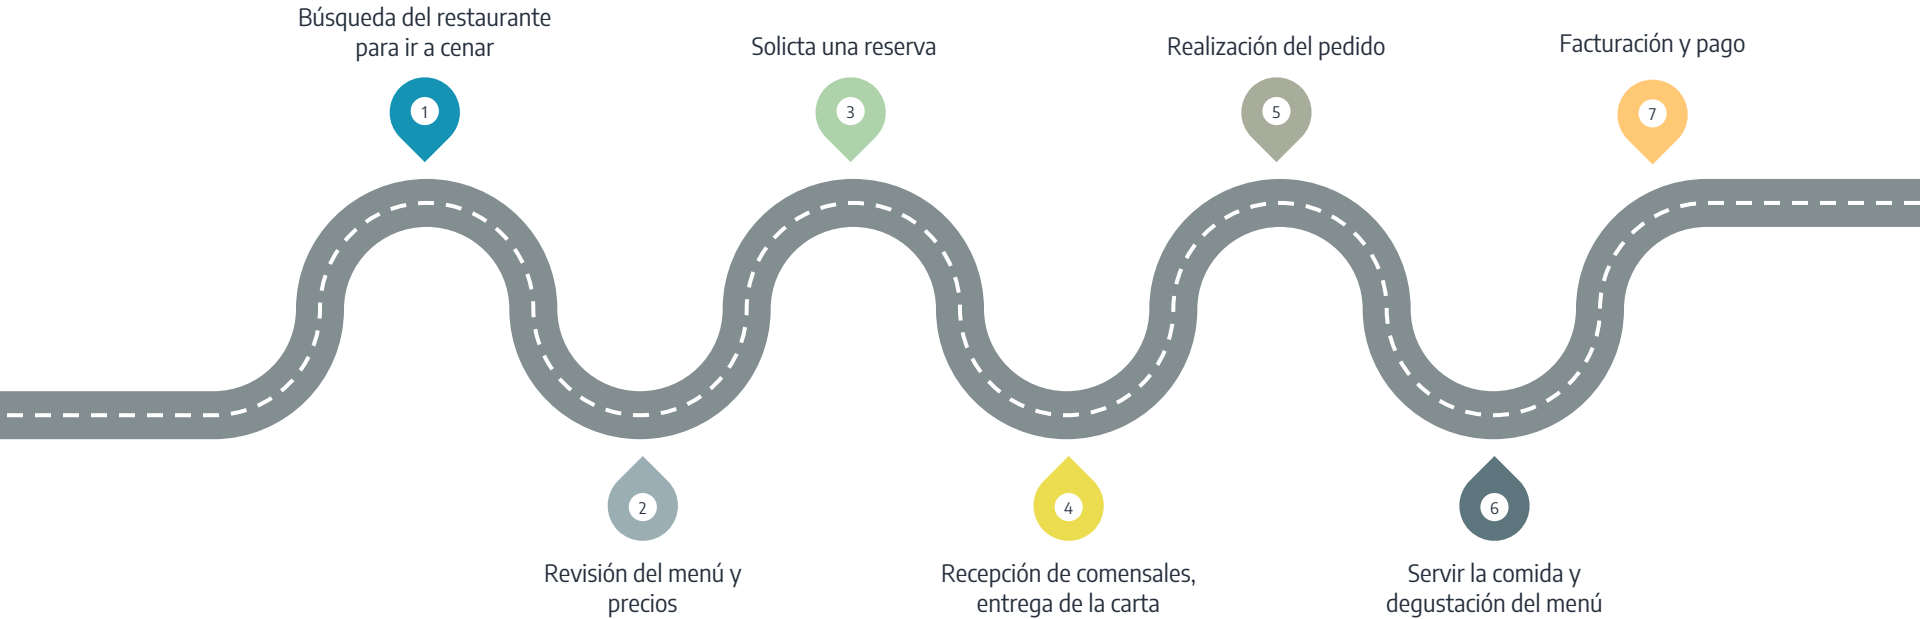 Búsqueda del restaurante
para ir a cenar
1
2
Revisión del menú y
precios
Solicta una reserva
3
4
Recepción de comensales,
entrega de la carta
Realización del pedido
5
6
Servir la comida y
degustación del menú
Facturación y pago
7